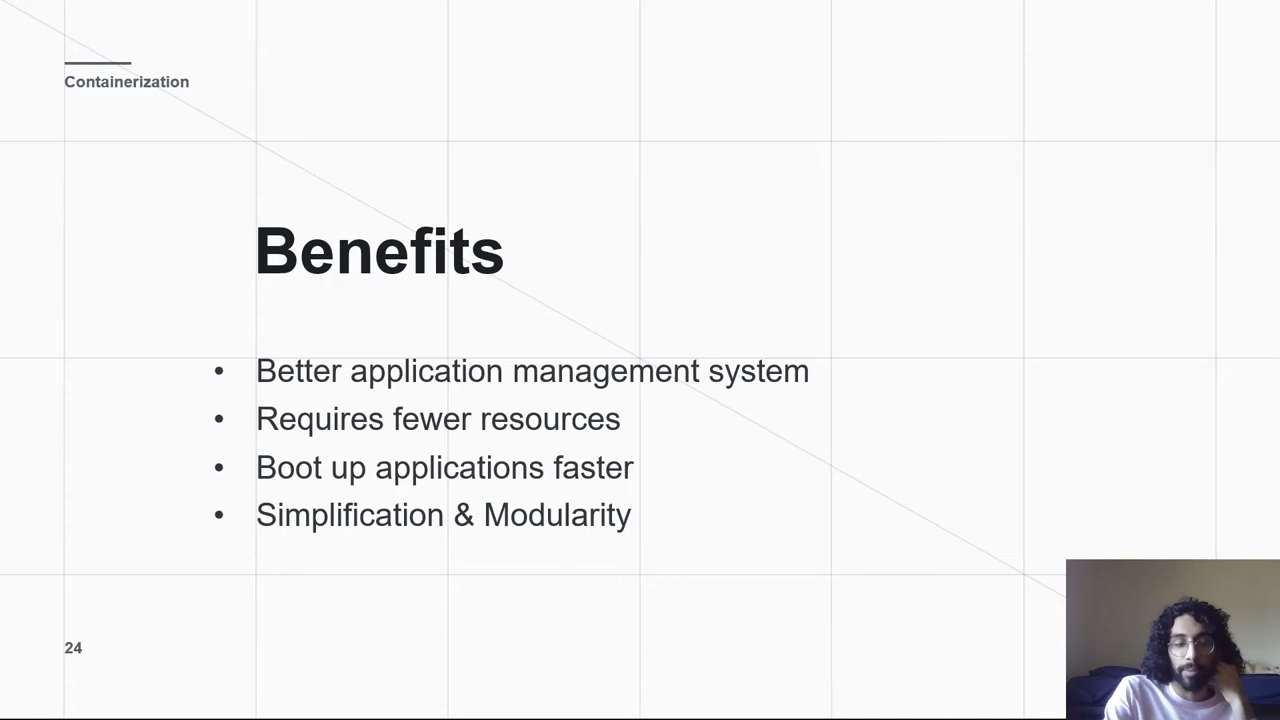 Containerization
Benefits
• Better application management system
• Requires fewer resources
• Boot up applications faster
• Simplification & Modularity
24